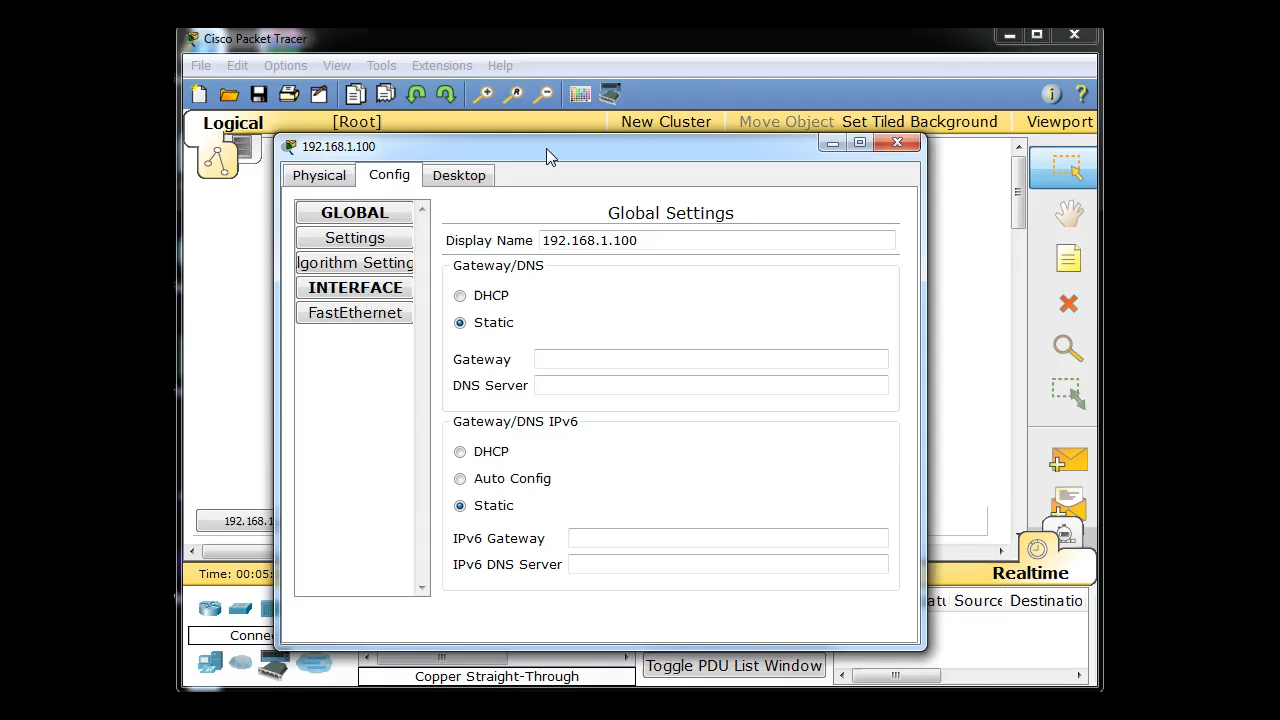 Cisco Packet Tracer
File Edit Options View Tools Extensions Help
Logical [Root] New Cluster Move Object Set Tiled Background Viewport
192.168.1.100
Physical Config Desktop
GLOBAL
Settings
lgorithm Setting
INTERFACE
FastEthernet
Global Settings
Display Name 192.168.1.100
Gateway/DNS
DHCP
Static
Gateway
DNS Server
Gateway/DNS IPv6
DHCP
Auto Config
Static
IPv6 Gateway
IPv6 DNS Server
192.168.1
Time: 00:05: Realtime
Source Destinatio
Conne
Toggle PDU List Window
Copper Straight-Through